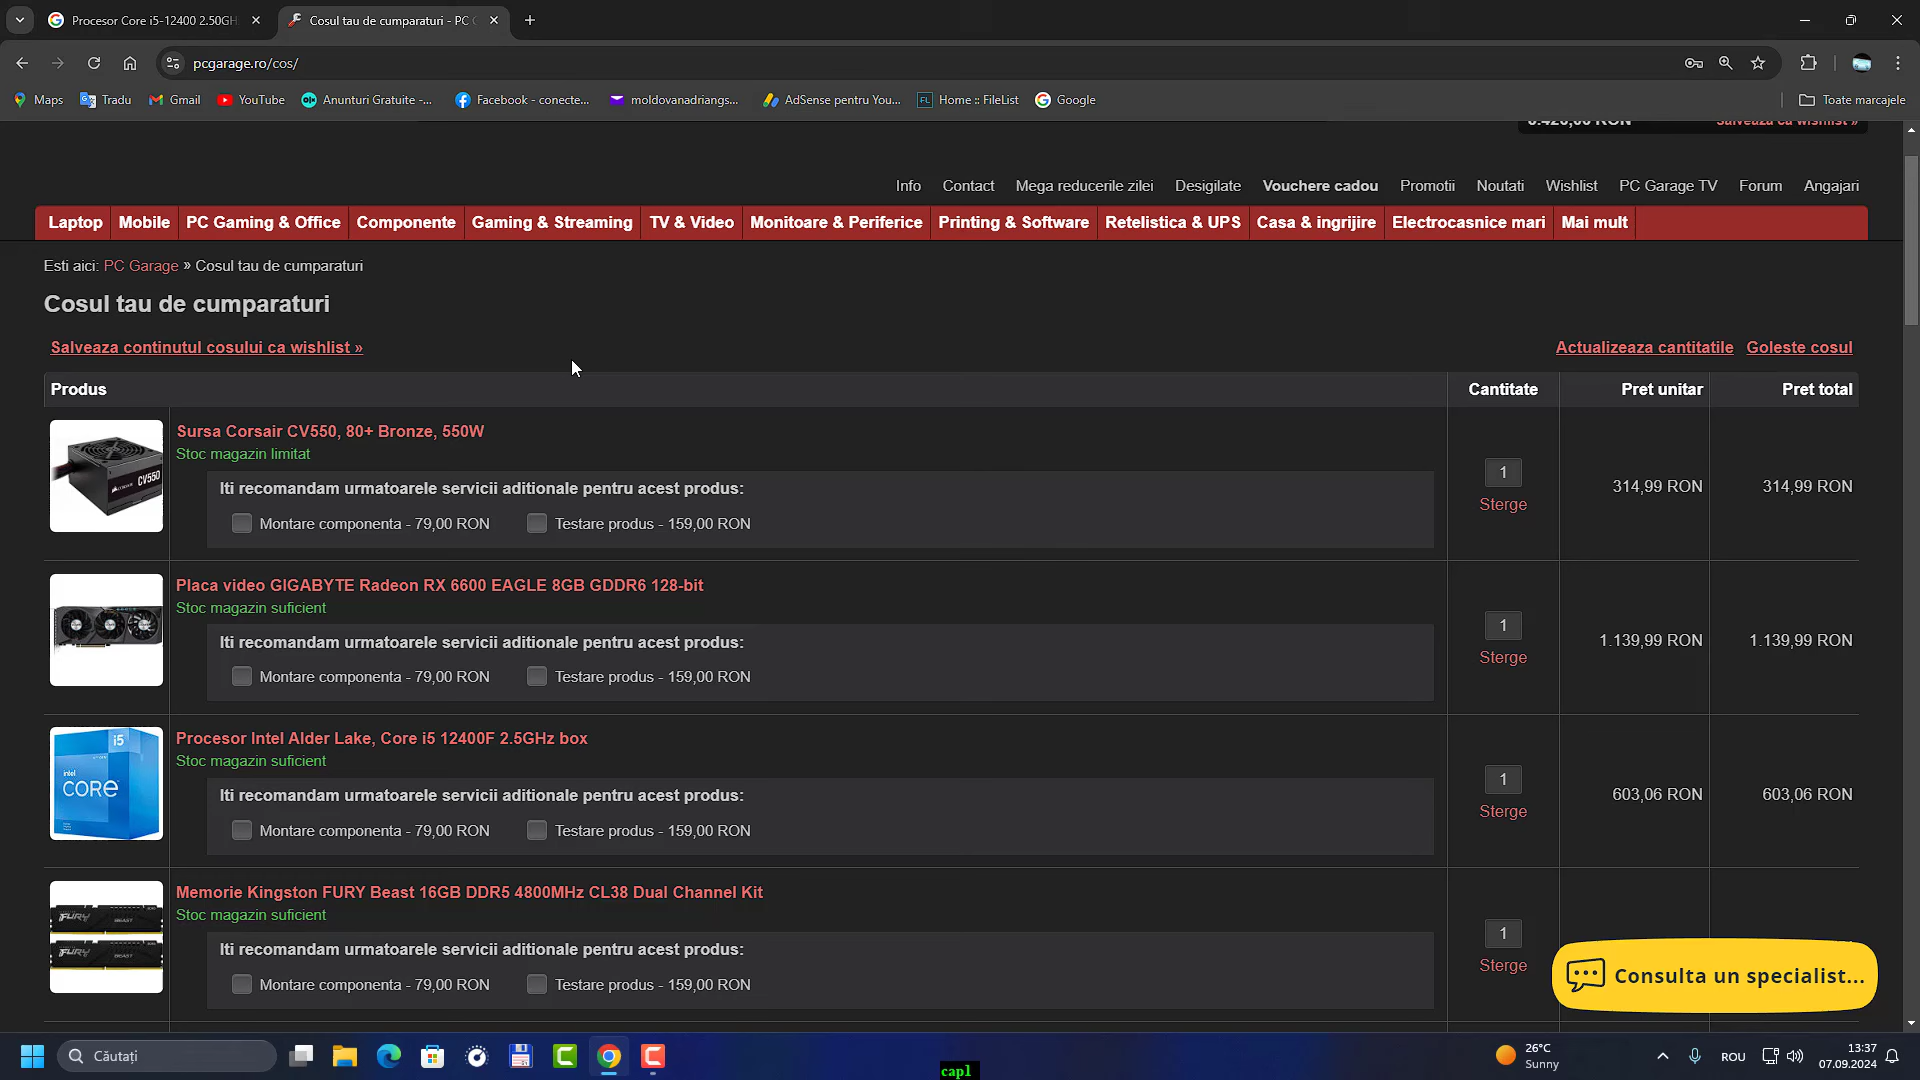 Procesor Core i5-12400 2.50GH
Cosul tau de cumparaturi - PC G
pcgarage.ro/cos/
Maps
Tradu
Gmail
YouTube
Anunturi Gratuite -...
Facebook - conecte...
moldovanadriangs...
AdSense pentru You...
Home :: FileList
Google
Toate marcajele
Salveaza ca wishlist »
Info Contact Mega reducerile zilei Desigilate Vouchere cadou Promotii Noutati Wishlist PC Garage TV Forum Angajari
Laptop Mobile PC Gaming & Office Componente Gaming & Streaming TV & Video Monitoare & Periferice Printing & Software Retelistica & UPS Casa & ingrijire Electrocasnice mari Mai mult
Esti aici: PC Garage » Cosul tau de cumparaturi
Cosul tau de cumparaturi
Salveaza continutul cosului ca wishlist »
Actualizeaza cantitatile Goleste cosul
Produs Cantitate Pret unitar Pret total
CV550
Sursa Corsair CV550, 80+ Bronze, 550W
Stoc magazin limitat
Iti recomandam urmatoarele servicii aditionale pentru acest produs:
Montare componenta - 79,00 RON Testare produs - 159,00 RON
1
Sterge
314,99 RON 314,99 RON
Placa video GIGABYTE Radeon RX 6600 EAGLE 8GB GDDR6 128-bit
Stoc magazin suficient
Iti recomandam urmatoarele servicii aditionale pentru acest produs:
Montare componenta - 79,00 RON Testare produs - 159,00 RON
1
Sterge
1.139,99 RON 1.139,99 RON
i5
intel
CORE
Procesor Intel Alder Lake, Core i5 12400F 2.5GHz box
Stoc magazin suficient
Iti recomandam urmatoarele servicii aditionale pentru acest produs:
Montare componenta - 79,00 RON Testare produs - 159,00 RON
1
Sterge
603,06 RON 603,06 RON
FURY BEAST
FURY BEAST
Memorie Kingston FURY Beast 16GB DDR5 4800MHz CL38 Dual Channel Kit
Stoc magazin suficient
Iti recomandam urmatoarele servicii aditionale pentru acest produs:
Montare componenta - 79,00 RON Testare produs - 159,00 RON
1
Sterge
Consulta un specialist...
Căutați
capl
26°C
Sunny
ROU
13:37
07.09.2024